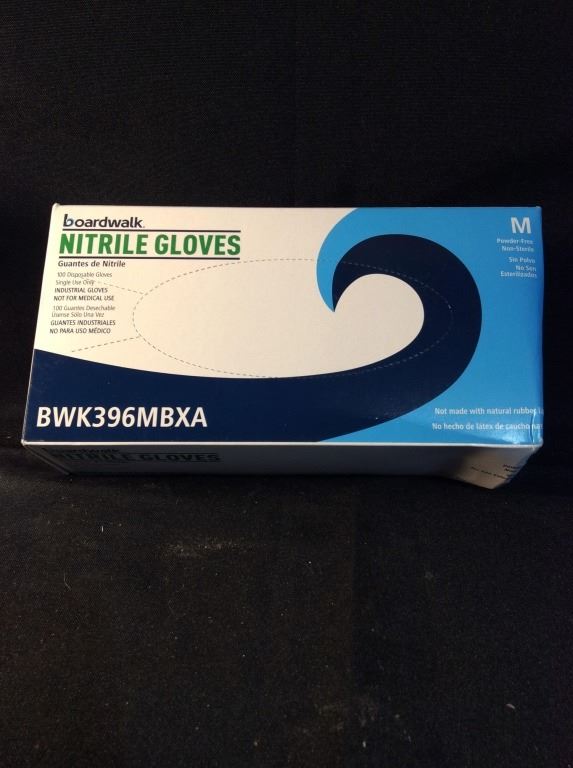 boardwalk
NITRILE GLOVES
Guantes de Nitrile
100 Disposable Gloves
Single Use Only
INDUSTRIAL GLOVES
NOT FOR MEDICAL USE
100 Guantes Desechable
Usense Sólo Una Vez
GUANTES INDUSTRIALES
NO PARA USO MÉDICO
BWK396MBXA
M
Powder-Free
Non-Sterile
Sin Polvo
No Son
Esterilizados
Not made with natural rubber
No hecho de látex de caucho
NITRILE GLOVES